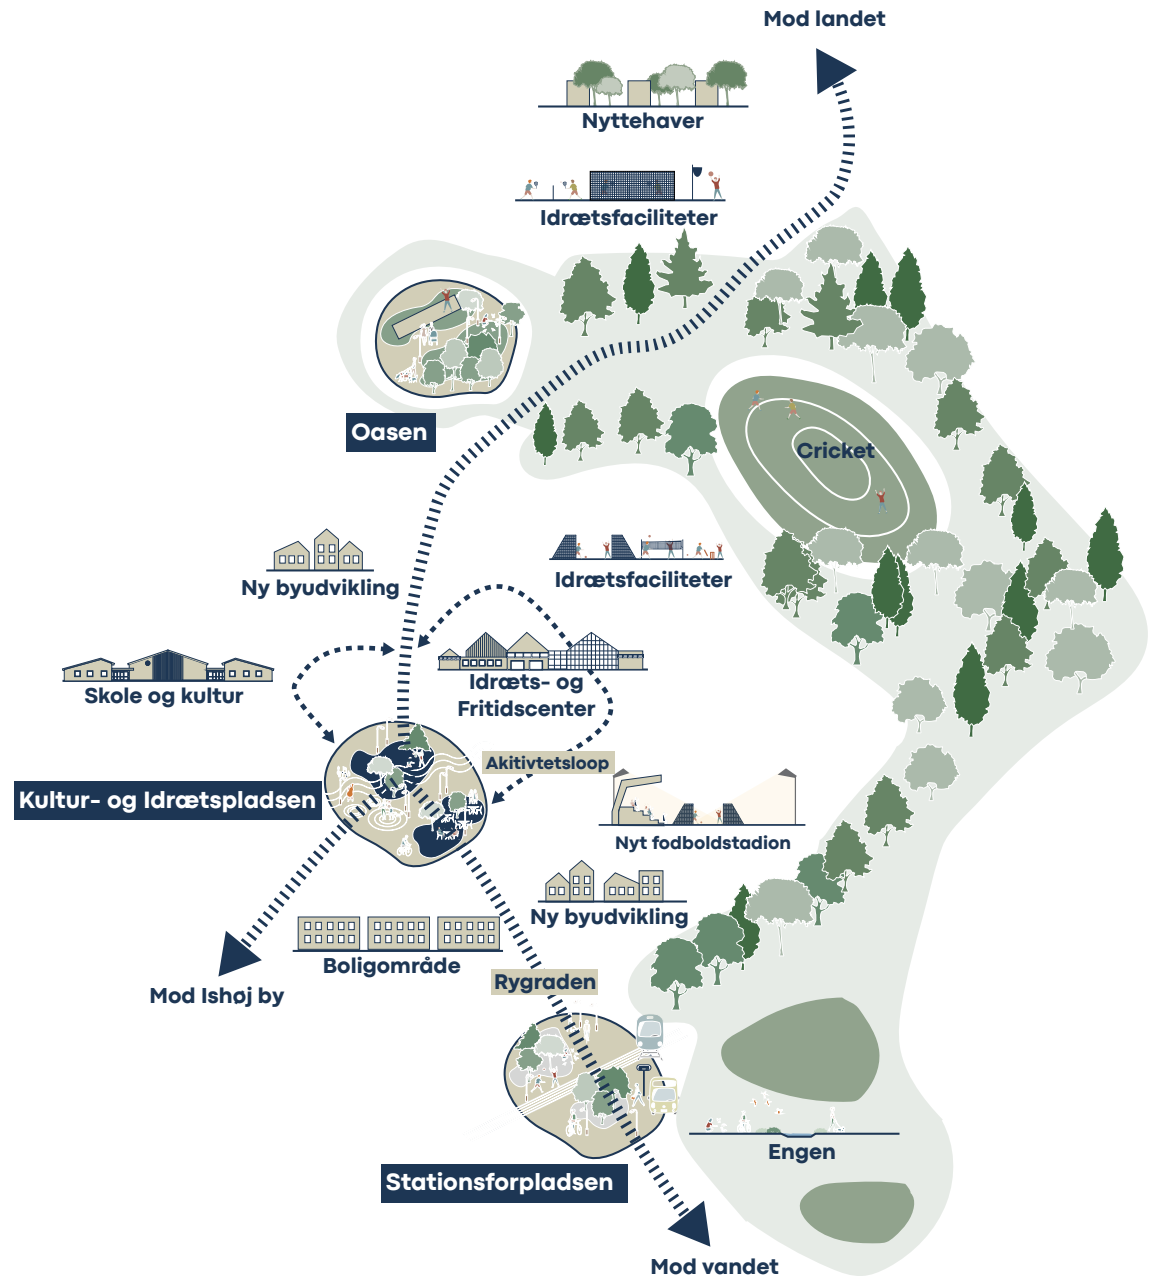 Mod landet
Nyttehaver
Idrætsfaciliteter
Oasen
Cricket
Ny byudvikling
Idrætsfaciliteter
Skole og kultur
Idræts- og
Fritidscenter
Akitivtetsloop
Kultur- og Idrætspladsen
Nyt fodboldstadion
Ny byudvikling
Boligområde
Rygraden
Mod Ishøj by
Engen
Stationsforpladsen
Mod vandet